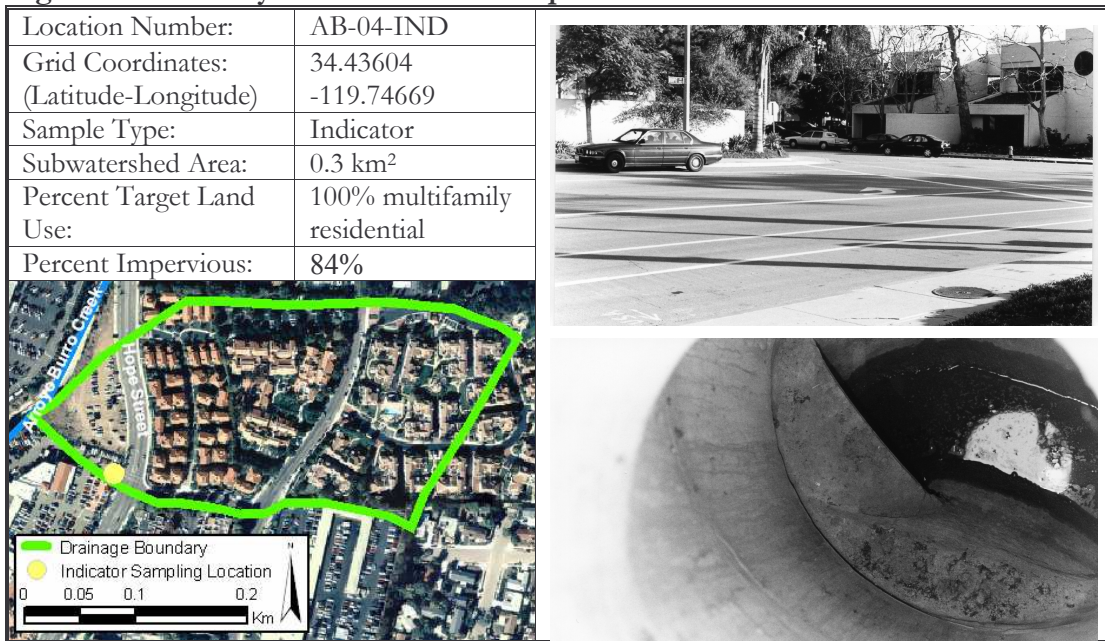 Location Number: AB-04-IND
Grid Coordinates: 34.43604
(Latitude-Longitude) -119.74669
Sample Type: Indicator
Subwatershed Area: 0.3 km²
Percent Target Land 100% multifamily
Use: residential
Percent Impervious: 84%
Arroyo Burro Creek
Hope Street
Drainage Boundary
Indicator Sampling Location
N
0 0.05 0.1 0.2
Km